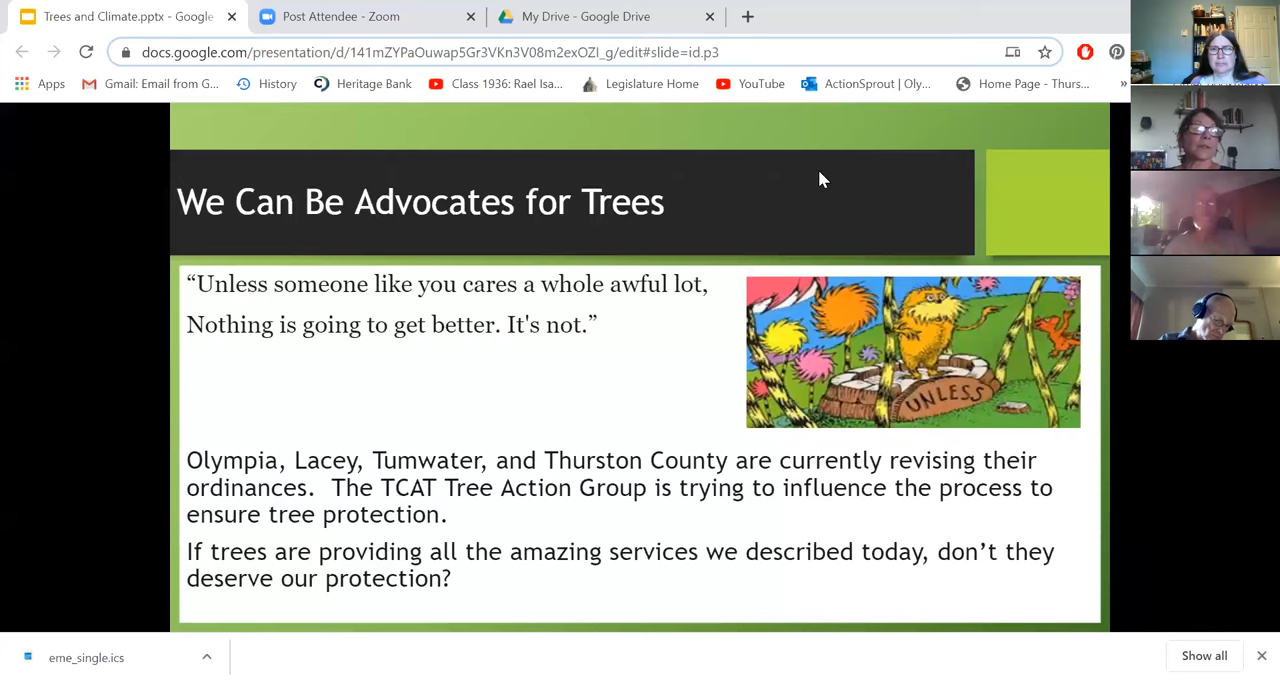 Trees and Climate.pptx - Google
Post Attendee - Zoom
My Drive - Google Drive
docs.google.com/presentation/d/141mZYPaOuwap5Gr3VKn3V08m2exOZI_g/edit#slide=id.p3
Apps
Gmail: Email from G...
History
Heritage Bank
Class 1936 Rael Isa...
Legislature Home
YouTube
ActionSprout | Oly...
Home Page - Thurs...
»
We Can Be Advocates for Trees
“Unless someone like you cares a whole awful lot,
Nothing is going to get better. It's not.”
UNLESS
Olympia, Lacey, Tumwater, and Thurston County are currently revising their
ordinances.  The TCAT Tree Action Group is trying to influence the process to
ensure tree protection.
If trees are providing all the amazing services we described today, don’t they
deserve our protection?
eme_single.ics
Show all